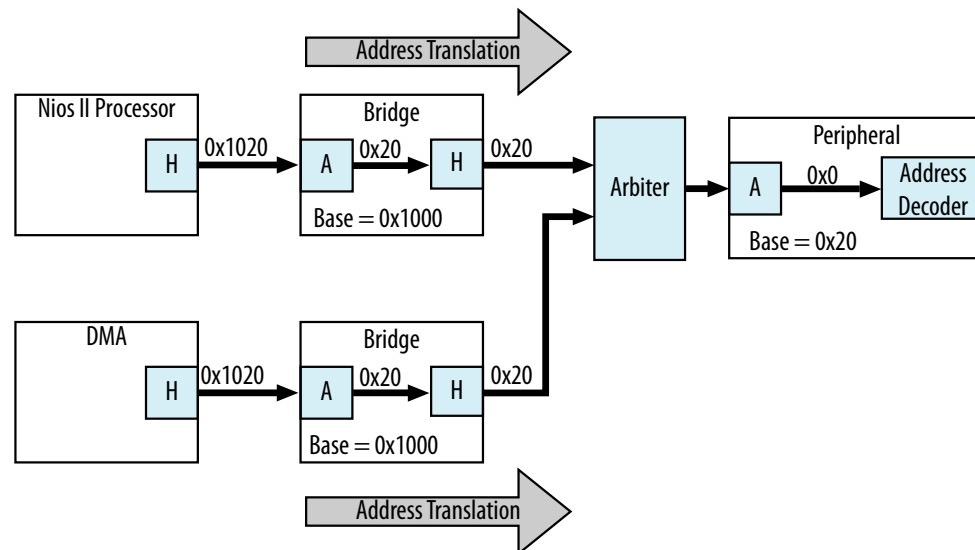 Address Translation
Nios II Processor
H
0x1020
Bridge
A
0x20
H
Base = 0x1000
0x20
Arbiter
Peripheral
A
0x0
Address
Decoder
Base = 0x20
DMA
H
0x1020
Bridge
A
0x20
H
Base = 0x1000
0x20
Address Translation